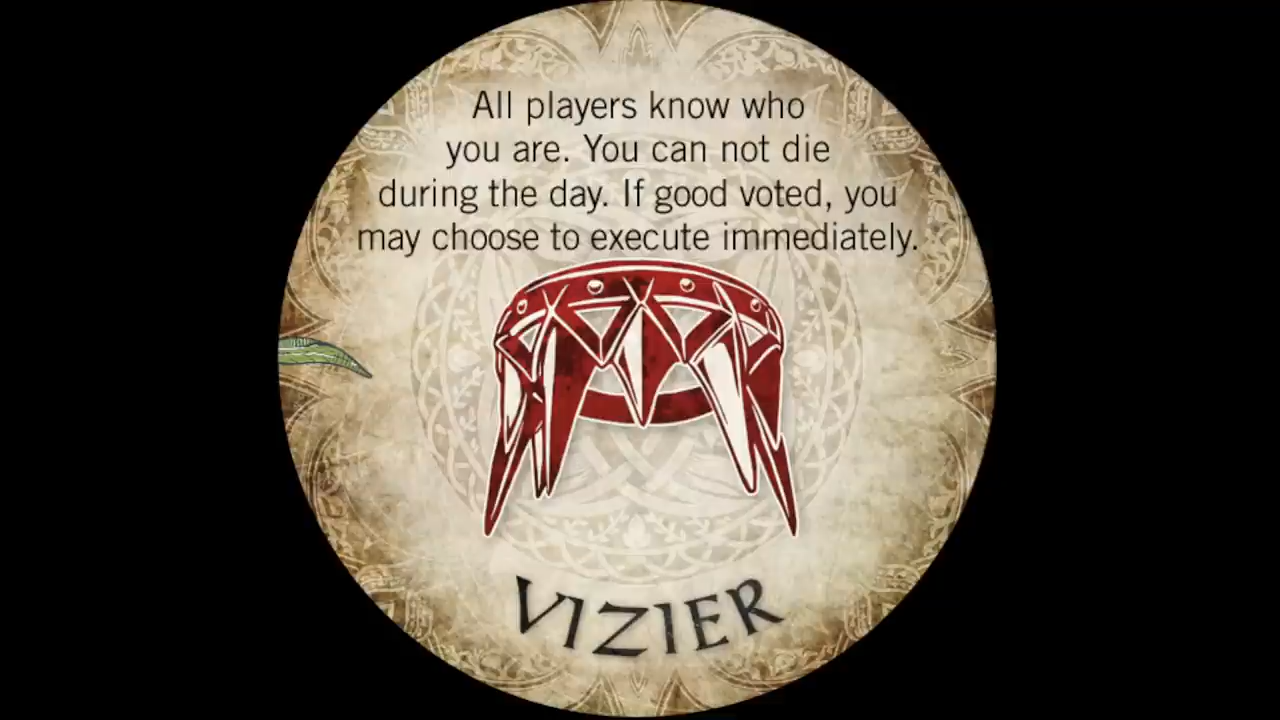 All players know who
you are. You can not die
during the day. If good voted, you
may choose to execute immediately.
VIZIER